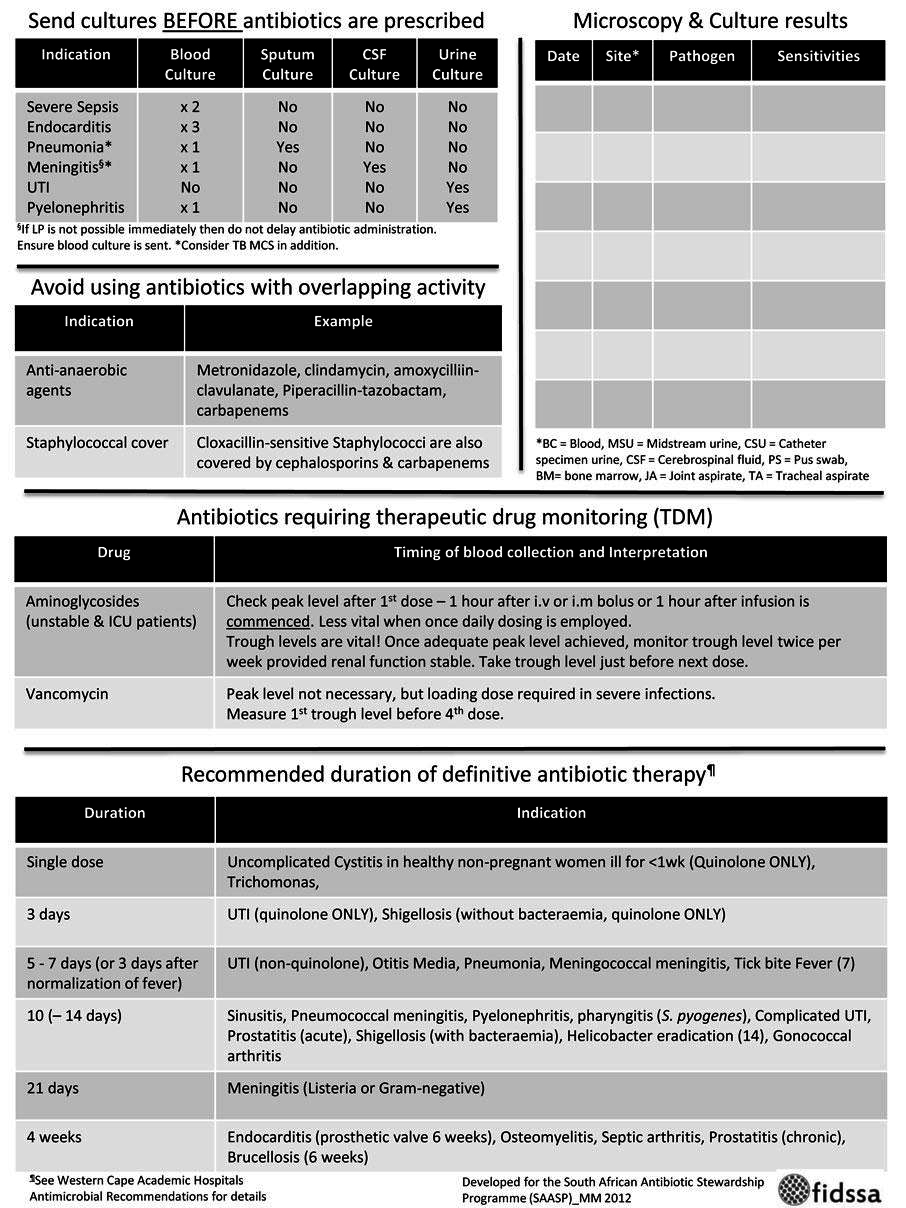 Send cultures BEFORE antibiotics are prescribed
Indication Blood Culture Sputum Culture CSF Culture Urine Culture
Severe Sepsis x 2 No No No
Endocarditis x 3 No No No
Pneumonia* x 1 Yes No No
Meningitis§* x 1 No Yes No
UTI No No No Yes
Pyelonephritis x 1 No No Yes
§If LP is not possible immediately then do not delay antibiotic administration.
Ensure blood culture is sent. *Consider TB MCS in addition.
Avoid using antibiotics with overlapping activity
Indication Example
Anti-anaerobic agents Metronidazole, clindamycin, amoxycilliin-
clavulanate, Piperacillin-tazobactam,
carbapenems
Staphylococcal cover Cloxacillin-sensitive Staphylococci are also
covered by cephalosporins & carbapenems
Microscopy & Culture results
Date Site* Pathogen Sensitivities
*BC = Blood, MSU = Midstream urine, CSU = Catheter
specimen urine, CSF = Cerebrospinal fluid, PS = Pus swab,
BM= bone marrow, JA = Joint aspirate, TA = Tracheal aspirate
Antibiotics requiring therapeutic drug monitoring (TDM)
Drug Timing of blood collection and Interpretation
Aminoglycosides
(unstable & ICU patients)
Check peak level after 1st dose – 1 hour after i.v or i.m bolus or 1 hour after infusion is
commenced. Less vital when once daily dosing is employed.
Trough levels are vital! Once adequate peak level achieved, monitor trough level twice per
week provided renal function stable. Take trough level just before next dose.
Vancomycin
Peak level not necessary, but loading dose required in severe infections.
Measure 1st trough level before 4th dose.
Recommended duration of definitive antibiotic therapy¶
Duration Indication
Single dose
Uncomplicated Cystitis in healthy non-pregnant women ill for <1wk (Quinolone ONLY),
Trichomonas,
3 days UTI (quinolone ONLY), Shigellosis (without bacteraemia, quinolone ONLY)
5 - 7 days (or 3 days after
normalization of fever)
UTI (non-quinolone), Otitis Media, Pneumonia, Meningococcal meningitis, Tick bite Fever (7)
10 (– 14 days)
Sinusitis, Pneumococcal meningitis, Pyelonephritis, pharyngitis (S. pyogenes), Complicated UTI,
Prostatitis (acute), Shigellosis (with bacteraemia), Helicobacter eradication (14), Gonococcal
arthritis
21 days Meningitis (Listeria or Gram-negative)
4 weeks
Endocarditis (prosthetic valve 6 weeks), Osteomyelitis, Septic arthritis, Prostatitis (chronic),
Brucellosis (6 weeks)
¶See Western Cape Academic Hospitals
Antimicrobial Recommendations for details
Developed for the South African Antibiotic Stewardship
Programme (SAASP)_MM 2012
fidssa